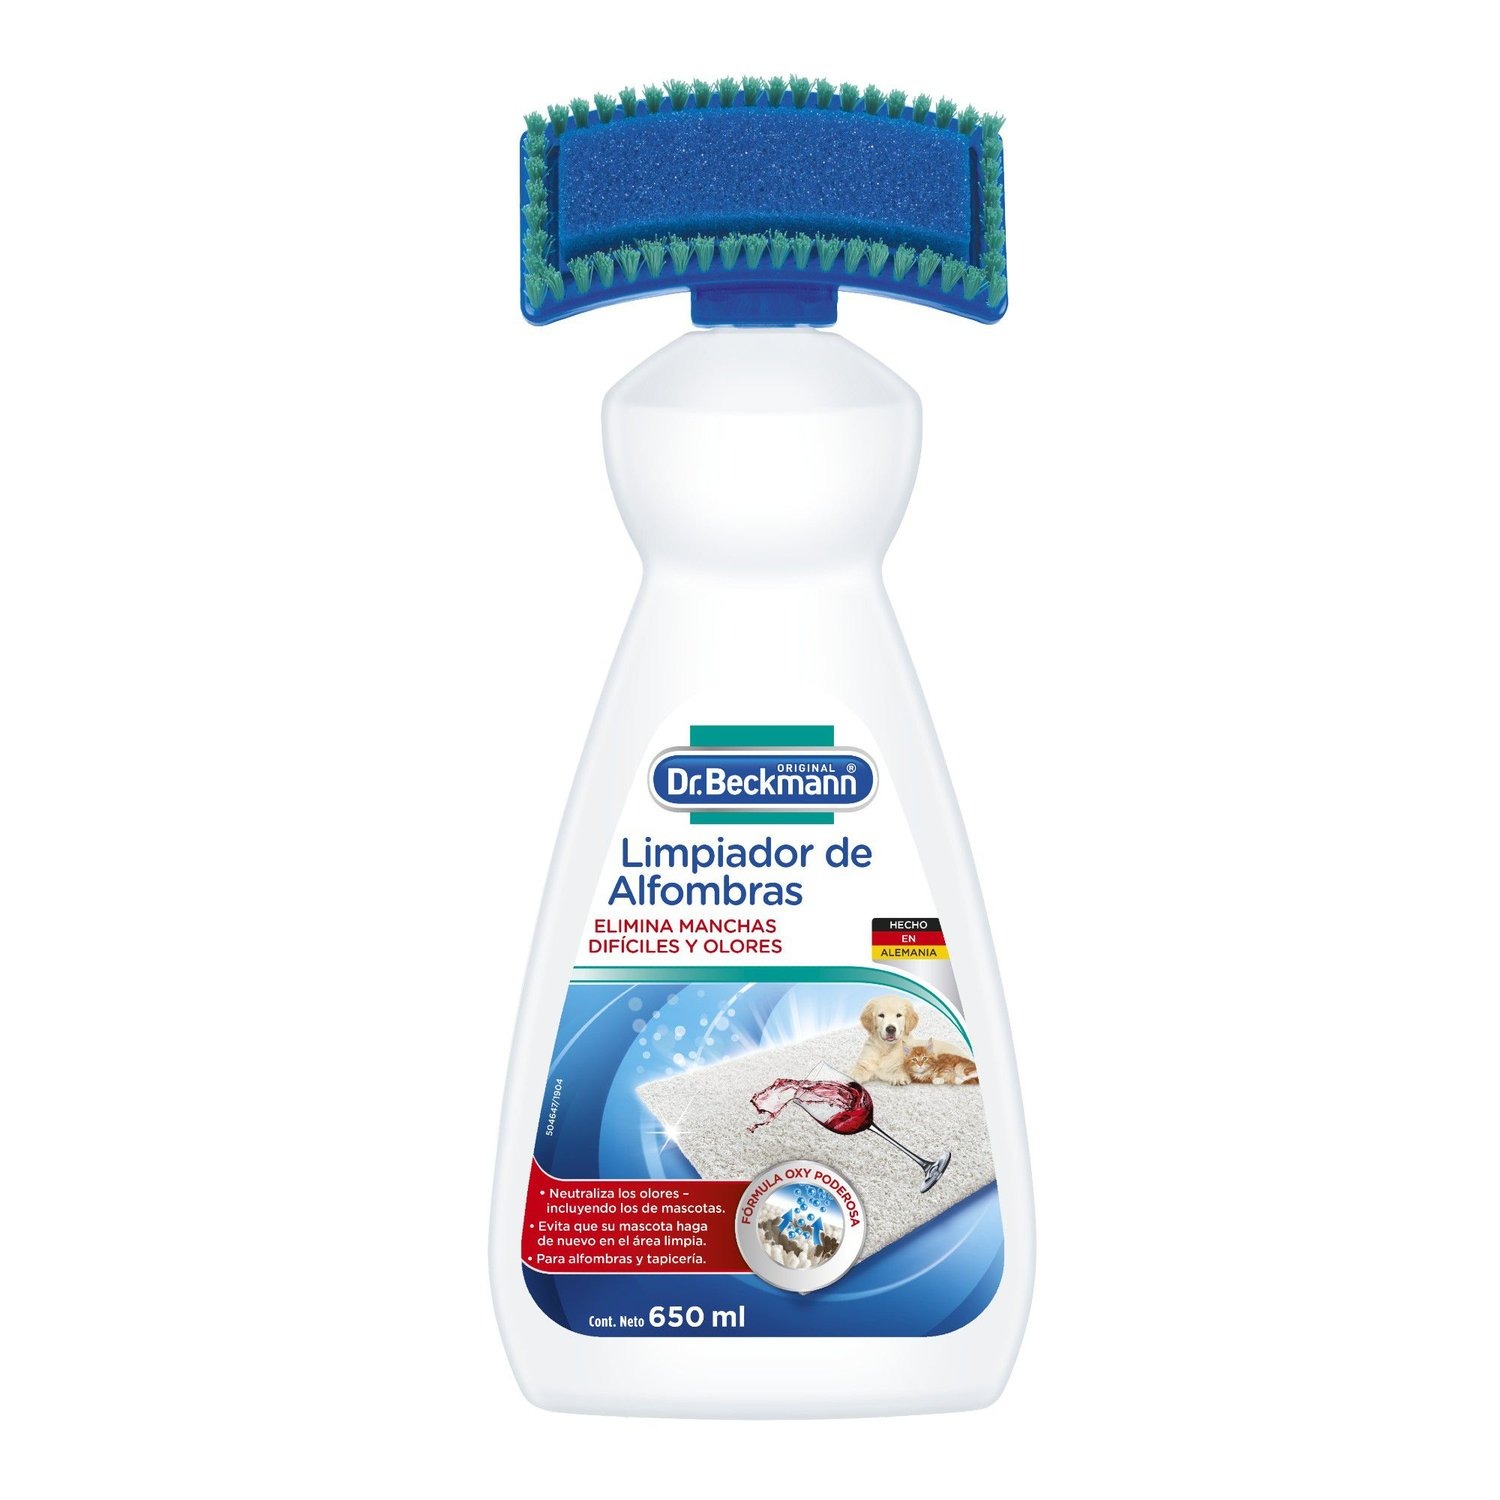 ORIGINAL ®
Dr. Beckmann
Limpiador de
Alfombras
ELIMINA MANCHAS
DIFÍCILES Y OLORES
HECHO
EN
ALEMANIA
504647/1904
• Neutraliza los olores –
incluyendo los de mascotas.
• Evita que su mascota haga
de nuevo en el área limpia.
• Para alfombras y tapicería.
FÓRMULA OXY PODEROSA
Cont. Neto 650 ml